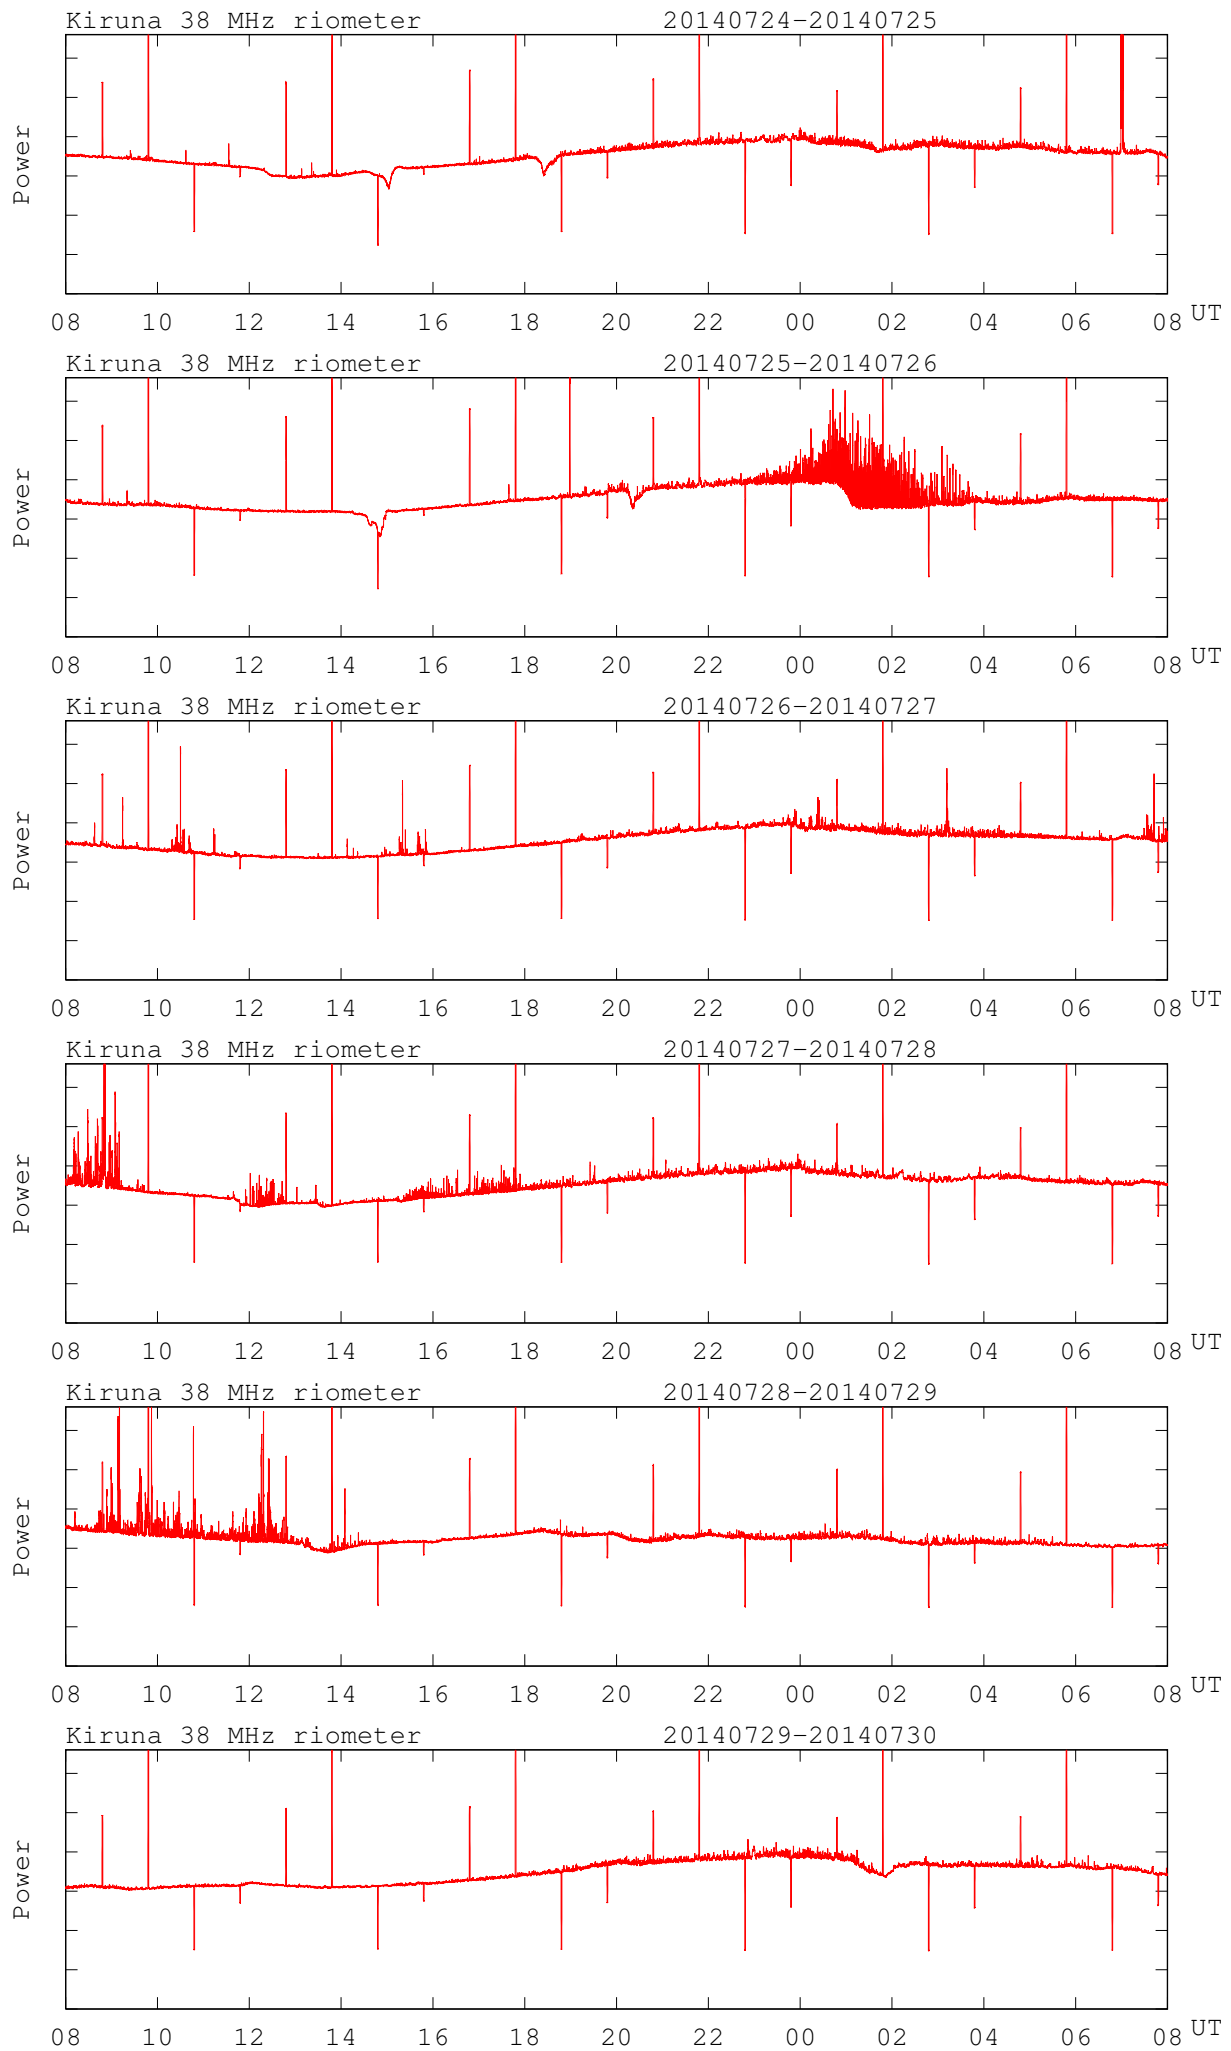 Kiruna 38 MHz riometer 20140724-20140725
Power
08 10 12 14 16 18 20 22 00 02 04 06 08 UT
Kiruna 38 MHz riometer 20140725-20140726
Power
08 10 12 14 16 18 20 22 00 02 04 06 08 UT
Kiruna 38 MHz riometer 20140726-20140727
Power
08 10 12 14 16 18 20 22 00 02 04 06 08 UT
Kiruna 38 MHz riometer 20140727-20140728
Power
08 10 12 14 16 18 20 22 00 02 04 06 08 UT
Kiruna 38 MHz riometer 20140728-20140729
Power
08 10 12 14 16 18 20 22 00 02 04 06 08 UT
Kiruna 38 MHz riometer 20140729-20140730
Power
08 10 12 14 16 18 20 22 00 02 04 06 08 UT